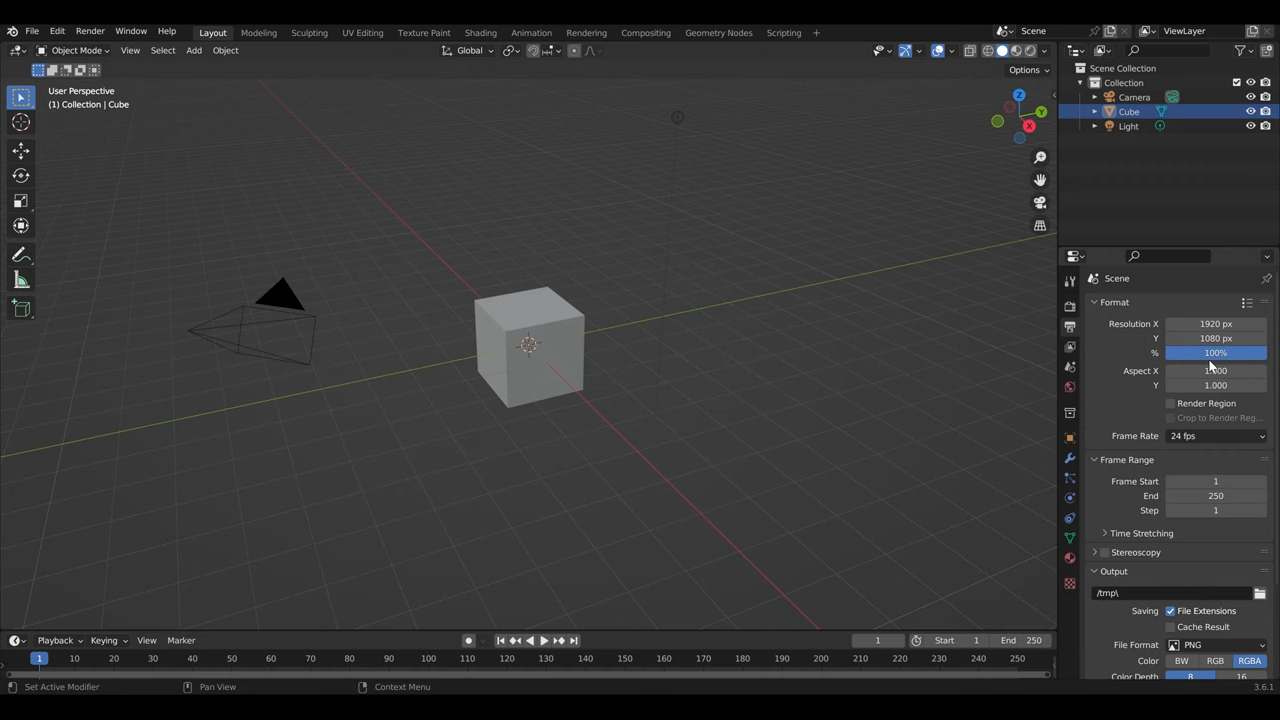 File Edit Render Window Help Layout Modeling Sculpting UV Editing Texture Paint Shading Animation Rendering Compositing Geometry Nodes Scripting + Scene ViewLayer
Object Mode View Select Add Object Global
Options
User Perspective
(1) Collection | Cube
Z
Y
X
Scene Collection
Collection
Camera
Cube
Light
Scene
Format
Resolution X 1920 px
Y 1080 px
% 100%
Aspect X 1.000
Y 1.000
Render Region
Crop to Render Reg...
Frame Rate 24 fps
Frame Range
Frame Start 1
End 250
Step 1
Time Stretching
Stereoscopy
Output
/tmp\
Saving File Extensions
Cache Result
File Format PNG
Color BW RGB RGBA
Color Depth 8 16
Playback Keying View Marker 1 Start 1 End 250
1 10 20 30 40 50 60 70 80 90 100 110 120 130 140 150 160 170 180 190 200 210 220 230 240 250
Set Active Modifier Pan View Context Menu 3.6.1